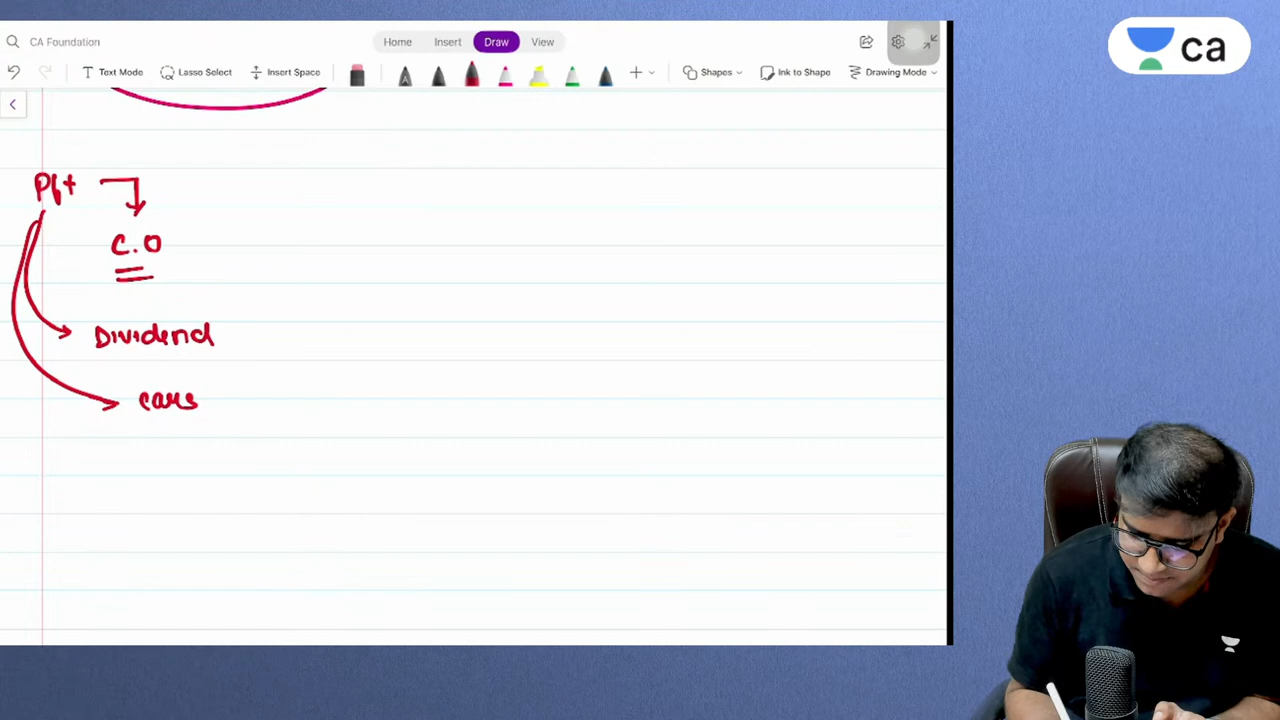 CA Foundation
Home Insert Draw View
Text Mode Lasso Select Insert Space Shapes Ink to Shape Drawing Mode
ca
Pft
C.O
Dividend
cars